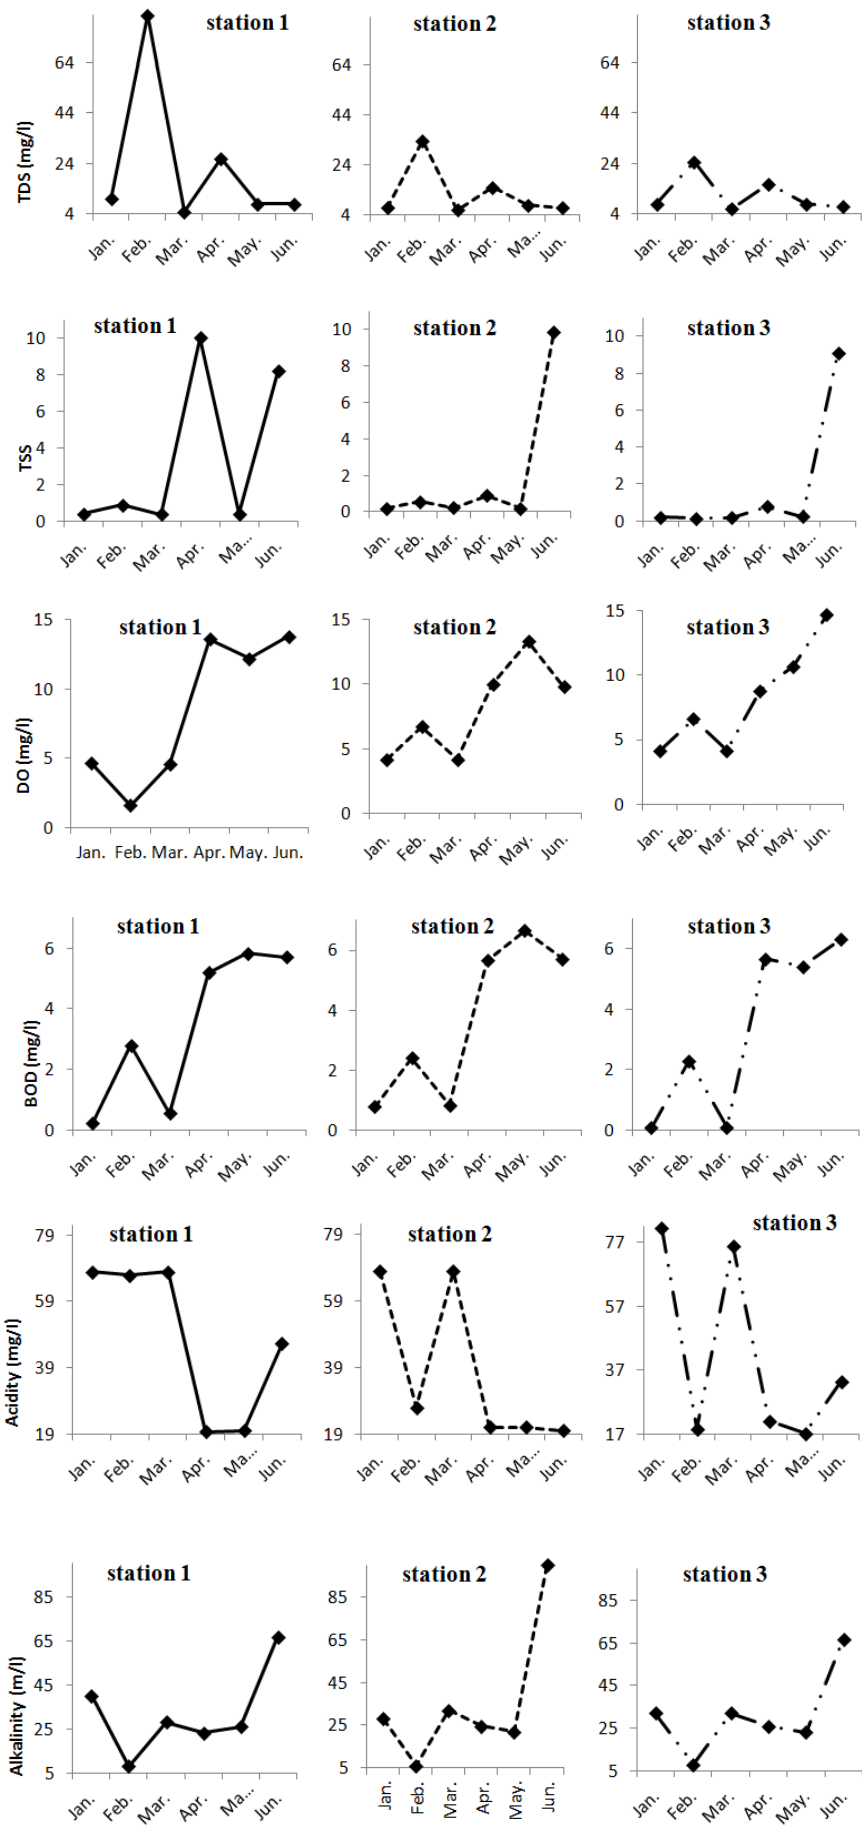 station 1
station 2
station 3
TDS (mg/l)
64
44
24
4
Jan. Feb. Mar. Apr. May. Jun.
64
44
24
4
Jan. Feb. Mar. Apr. Ma... Jun.
64
44
24
4
Jan. Feb. Mar. Apr. May. Jun.
station 1
station 2
station 3
TSS
10
8
6
4
2
0
Jan. Feb. Mar. Apr. Ma... Jun.
10
8
6
4
2
0
Jan. Feb. Mar. Apr. May. Jun.
10
8
6
4
2
0
Jan. Feb. Mar. Apr. Ma... Jun.
station 1
station 2
station 3
DO (mg/l)
15
10
5
0
Jan. Feb. Mar. Apr. May. Jun.
15
10
5
0
Jan. Feb. Mar. Apr. May. Jun.
15
10
5
0
Jan. Feb. Mar. Apr. May. Jun.
station 1
station 2
station 3
BOD (mg/l)
6
4
2
0
Jan. Feb. Mar. Apr. May. Jun.
6
4
2
0
Jan. Feb. Mar. Apr. May. Jun.
6
4
2
0
Jan. Feb. Mar. Apr. May. Jun.
station 1
station 2
station 3
Acidity (mg/l)
79
59
39
19
Jan. Feb. Mar. Apr. Ma... Jun.
79
59
39
19
Jan. Feb. Mar. Apr. Ma... Jun.
77
57
37
17
Jan. Feb. Mar. Apr. Ma... Jun.
station 1
station 2
station 3
Alkalinity (m/l)
85
65
45
25
5
Jan. Feb. Mar. Apr. Ma... Jun.
85
65
45
25
5
Jan. Feb. Mar. Apr. May. Jun.
85
65
45
25
5
Jan. Feb. Mar. Apr. May. Jun.